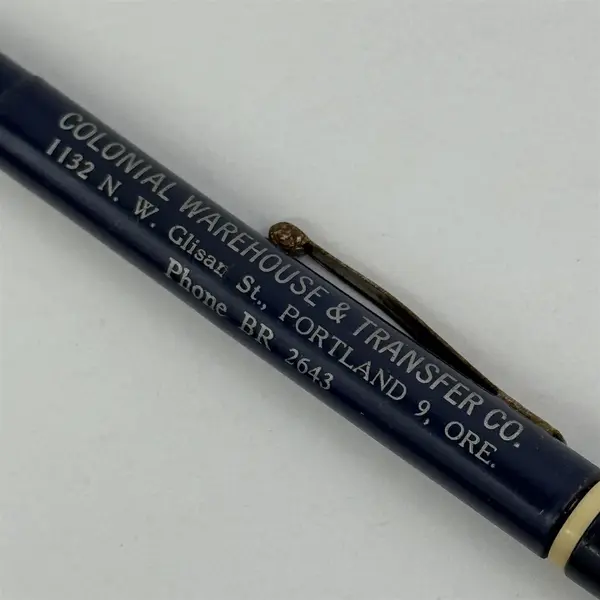 COLONIAL WAREHOUSE & TRANSFER CO.
1132 N. W. Glisan St., PORTLAND 9, ORE.
Phone BR 2643